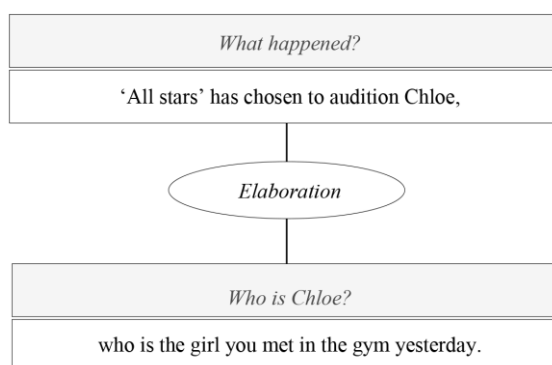 What happened?
‘All stars’ has chosen to audition Chloe,
Elaboration
Who is Chloe?
who is the girl you met in the gym yesterday.